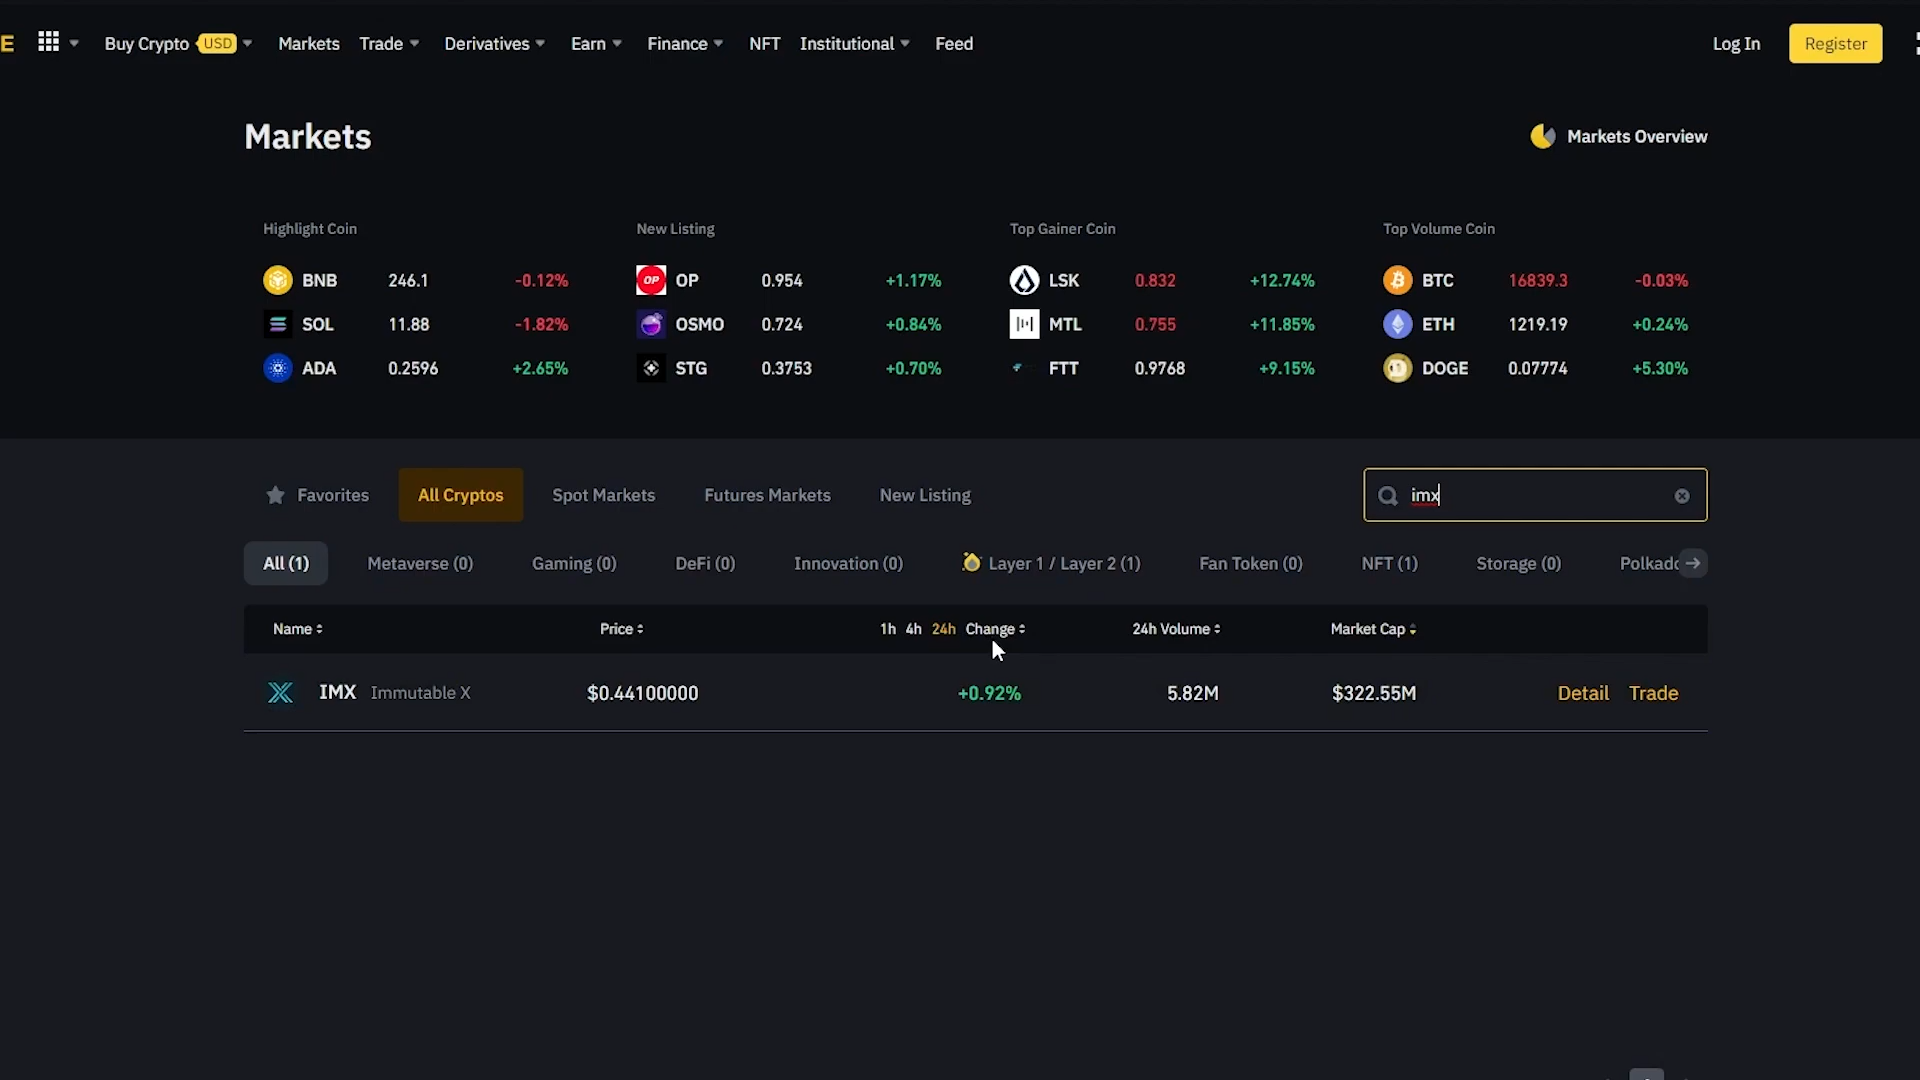 E Buy Crypto USD Markets Trade Derivatives Earn Finance NFT Institutional Feed Log In Register
Markets
Markets Overview
Highlight Coin New Listing Top Gainer Coin Top Volume Coin
BNB 246.1 -0.12% OP OP 0.954 +1.17% LSK 0.832 +12.74% BTC 16839.3 -0.03%
SOL 11.88 -1.82% OSMO 0.724 +0.84% MTL 0.755 +11.85% ETH 1219.19 +0.24%
ADA 0.2596 +2.65% STG 0.3753 +0.70% FTT 0.9768 +9.15% DOGE 0.07774 +5.30%
Favorites All Cryptos Spot Markets Futures Markets New Listing imx
All (1) Metaverse (0) Gaming (0) DeFi (0) Innovation (0) Layer 1 / Layer 2 (1) Fan Token (0) NFT (1) Storage (0) Polkado
Name Price 1h 4h 24h Change 24h Volume Market Cap
IMX Immutable X $0.44100000 +0.92% 5.82M $322.55M Detail Trade